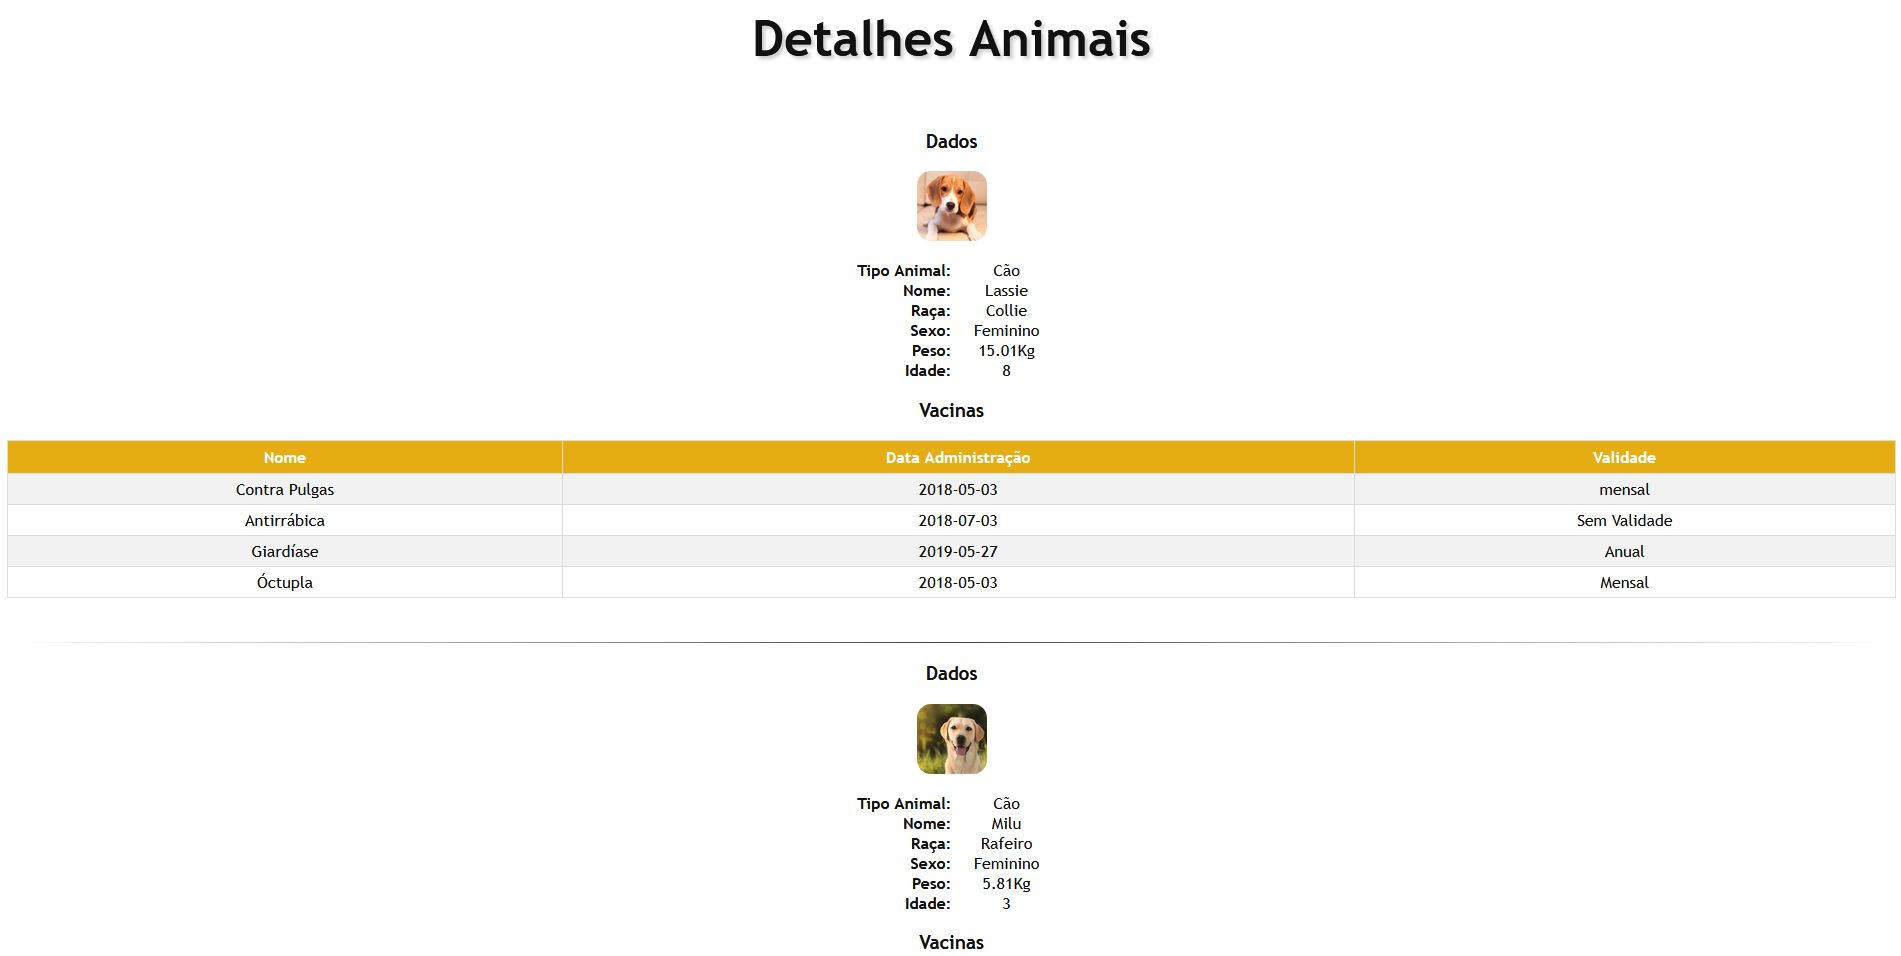 Detalhes Animais
Dados
Tipo Animal: Cão
Nome: Lassie
Raça: Collie
Sexo: Feminino
Peso: 15.01Kg
Idade: 8
Vacinas
Nome Data Administração Validade
Contra Pulgas 2018-05-03 mensal
Antirrábica 2018-07-03 Sem Validade
Giardíase 2019-05-27 Anual
Óctupla 2018-05-03 Mensal
Dados
Tipo Animal: Cão
Nome: Milu
Raça: Rafeiro
Sexo: Feminino
Peso: 5.81Kg
Idade: 3
Vacinas